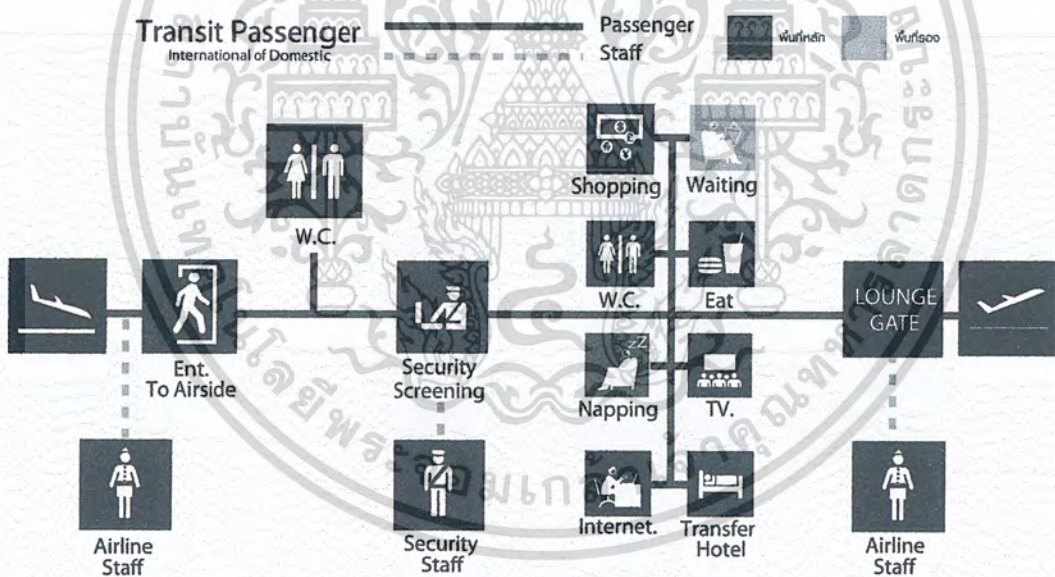 Transit Passenger
International of Domestic
Passenger
Staff
พื้นที่หลัก
พื้นที่รอง
W.C.
Shopping
Waiting
W.C.
Eat
Ent.
To Airside
Security
Screening
Napping
TV.
LOUNGE
GATE
Airline
Staff
Security
Staff
Internet.
Transfer
Hotel
Airline
Staff